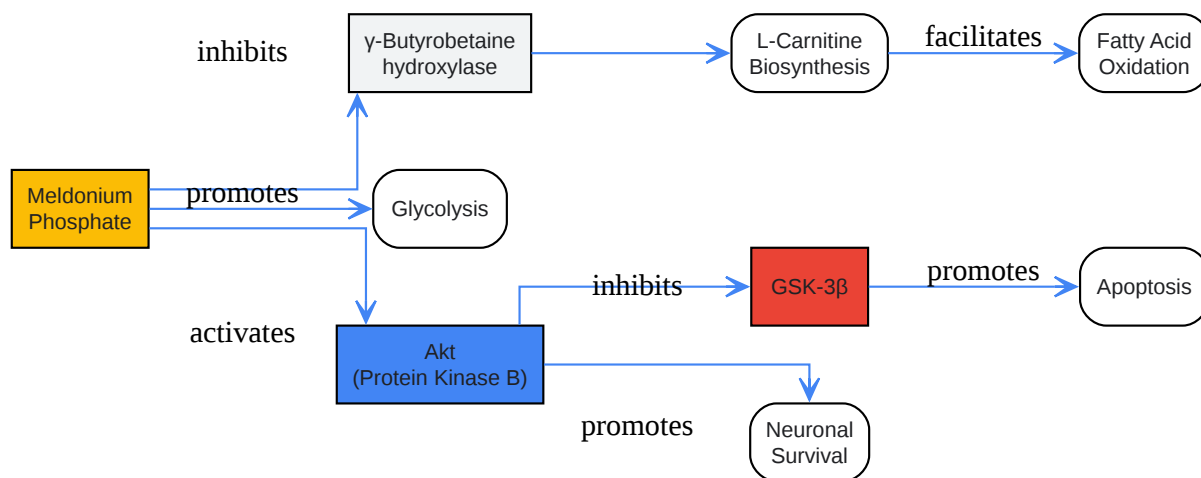 inhibits
γ-Butyrobetaine
hydroxylase
L-Carnitine
Biosynthesis
facilitates
Fatty Acid
Oxidation
Meldonium
Phosphate
promotes
Glycolysis
activates
Akt
(Protein Kinase B)
inhibits
GSK-3β
promotes
Apoptosis
promotes
Neuronal
Survival